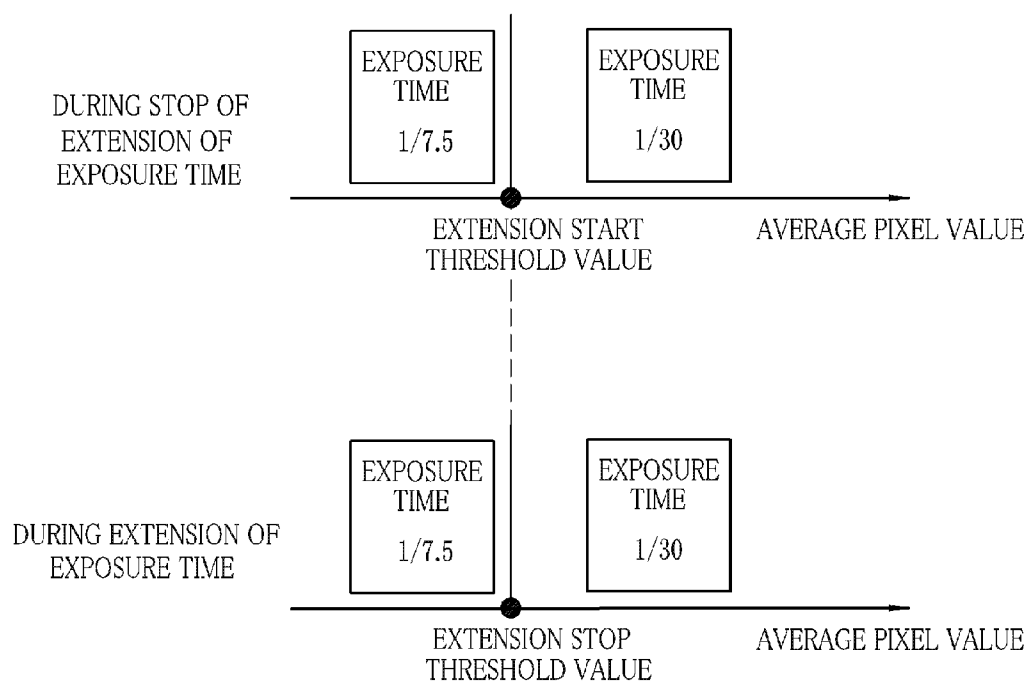 EXPOSURE
TIME
1/7.5
EXPOSURE
TIME
1/30
DURING STOP OF
EXTENSION OF
EXPOSURE TIME
EXTENSION START
THRESHOLD VALUE
AVERAGE PIXEL VALUE
EXPOSURE
TIME
1/7.5
EXPOSURE
TIME
1/30
DURING EXTENSION OF
EXPOSURE TIME
EXTENSION STOP
THRESHOLD VALUE
AVERAGE PIXEL VALUE